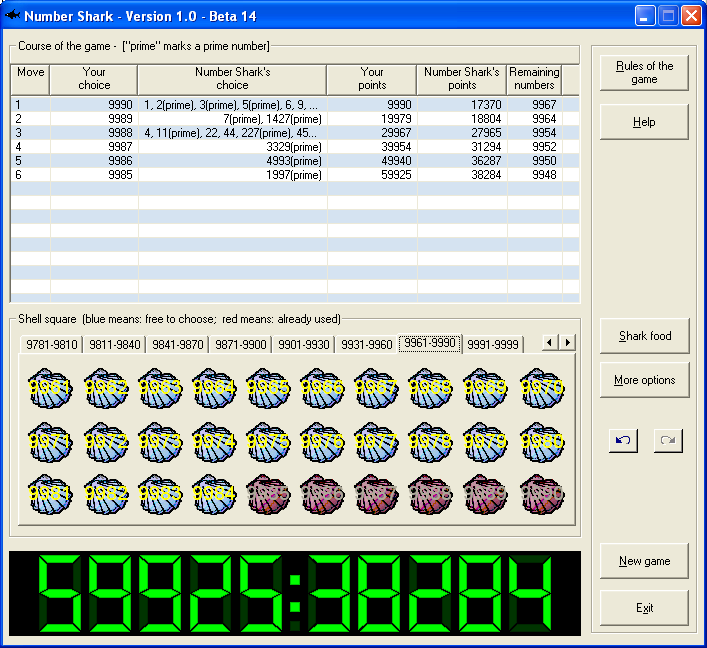 Number Shark - Version 1.0 - Beta 14
Course of the game - ["prime" marks a prime number]
Move Your choice Number Shark's choice Your points Number Shark's points Remaining numbers
1 9990 1, 2(prime), 3(prime), 5(prime), 6, 9, ... 9990 17370 9967
2 9989 7(prime), 1427(prime) 19979 18804 9964
3 9988 4, 11(prime), 22, 44, 227(prime), 45... 29967 27965 9954
4 9987 3329(prime) 39954 31294 9952
5 9986 4993(prime) 49940 36287 9950
6 9985 1997(prime) 59925 38284 9948
Rules of the game
Help
Shell square (blue means: free to choose; red means: already used)
9781-9810 9811-9840 9841-9870 9871-9900 9901-9930 9931-9960 9961-9990 9991-9999
9961 9962 9963 9964 9965 9966 9967 9968 9969 9970
9971 9972 9973 9974 9975 9976 9977 9978 9979 9980
9981 9982 9983 9984 9985 9986 9987 9988 9989 9990
Shark food
More options
New game
Exit
59925:38284